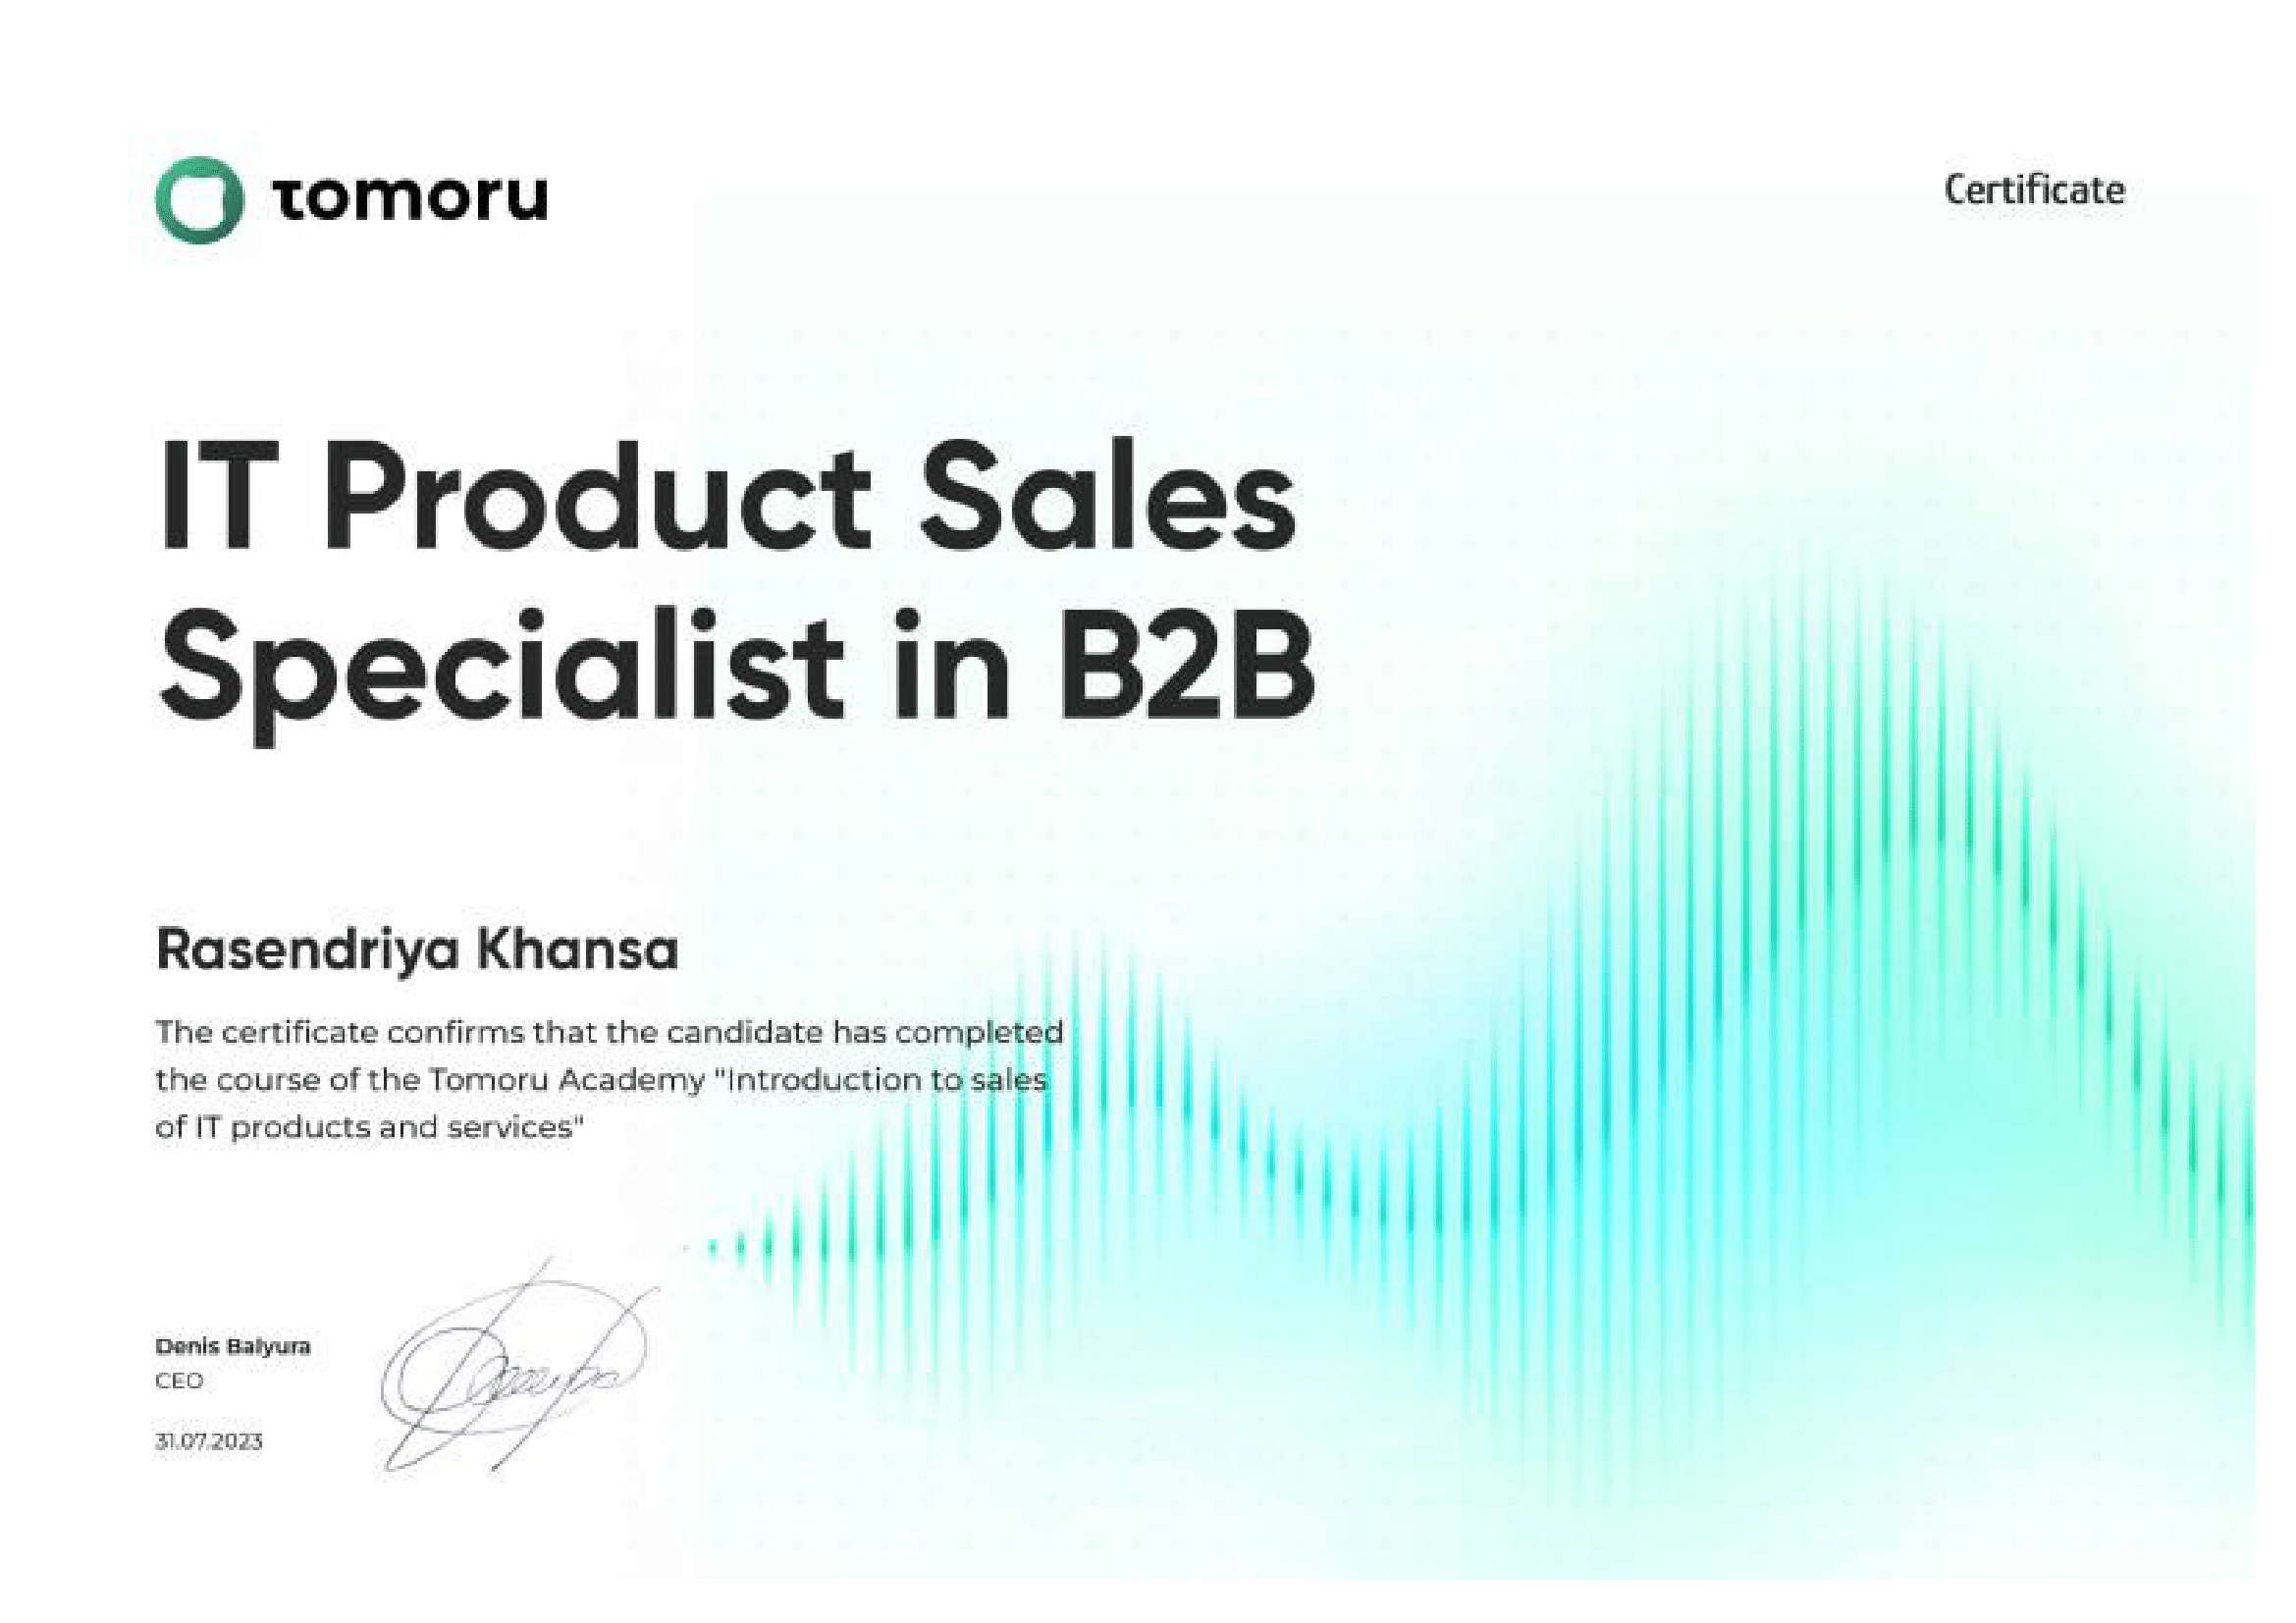 tomoru
Certificate
IT Product Sales
Specialist in B2B
Rasendriya Khansa
The certificate confirms that the candidate has completed
the course of the Tomoru Academy "Introduction to sales
of IT products and services"
Denis Balyura
CEO
31.07.2023